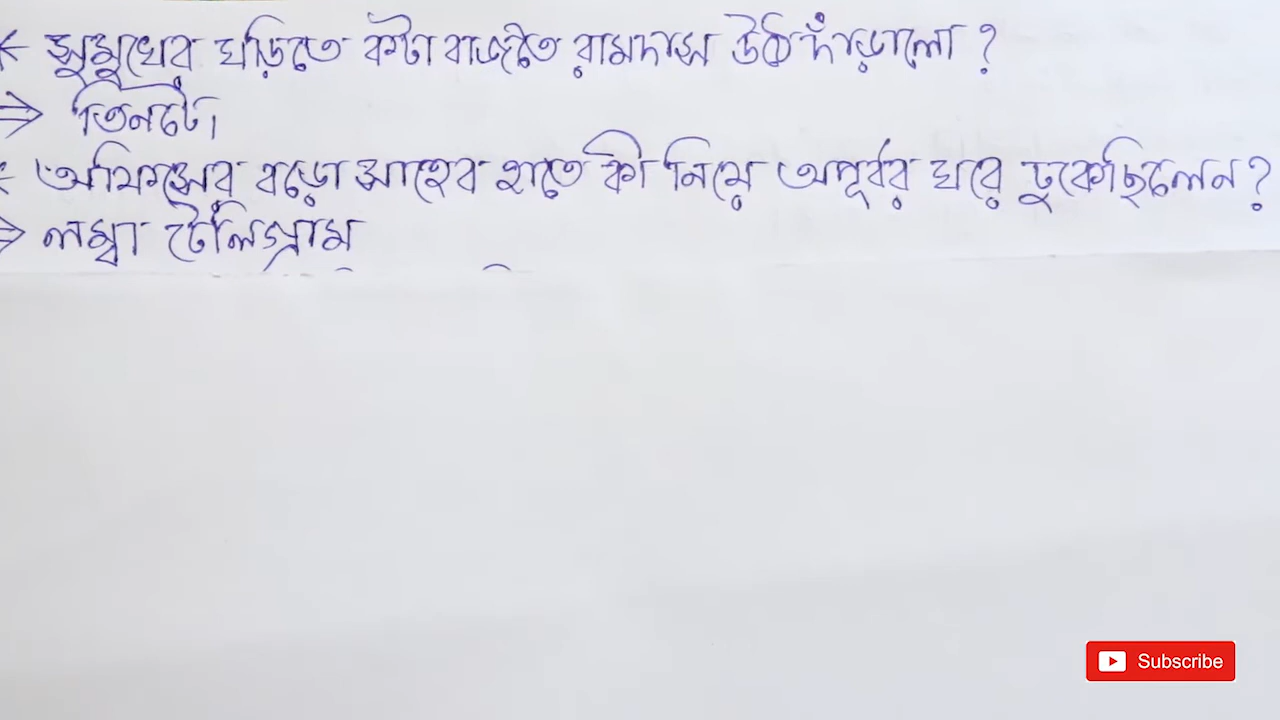 * সুমুখের ঘড়িতে কটা বাজতে রামদাস উঠে দাঁড়ালো ?
⇒ তিনটে।
* অফিসের বড়ো সাহেব হাতে কী নিয়ে অপূর্বর ঘরে ঢুকেছিলেন ?
⇒ লম্বা টেলিগ্রাম
Subscribe